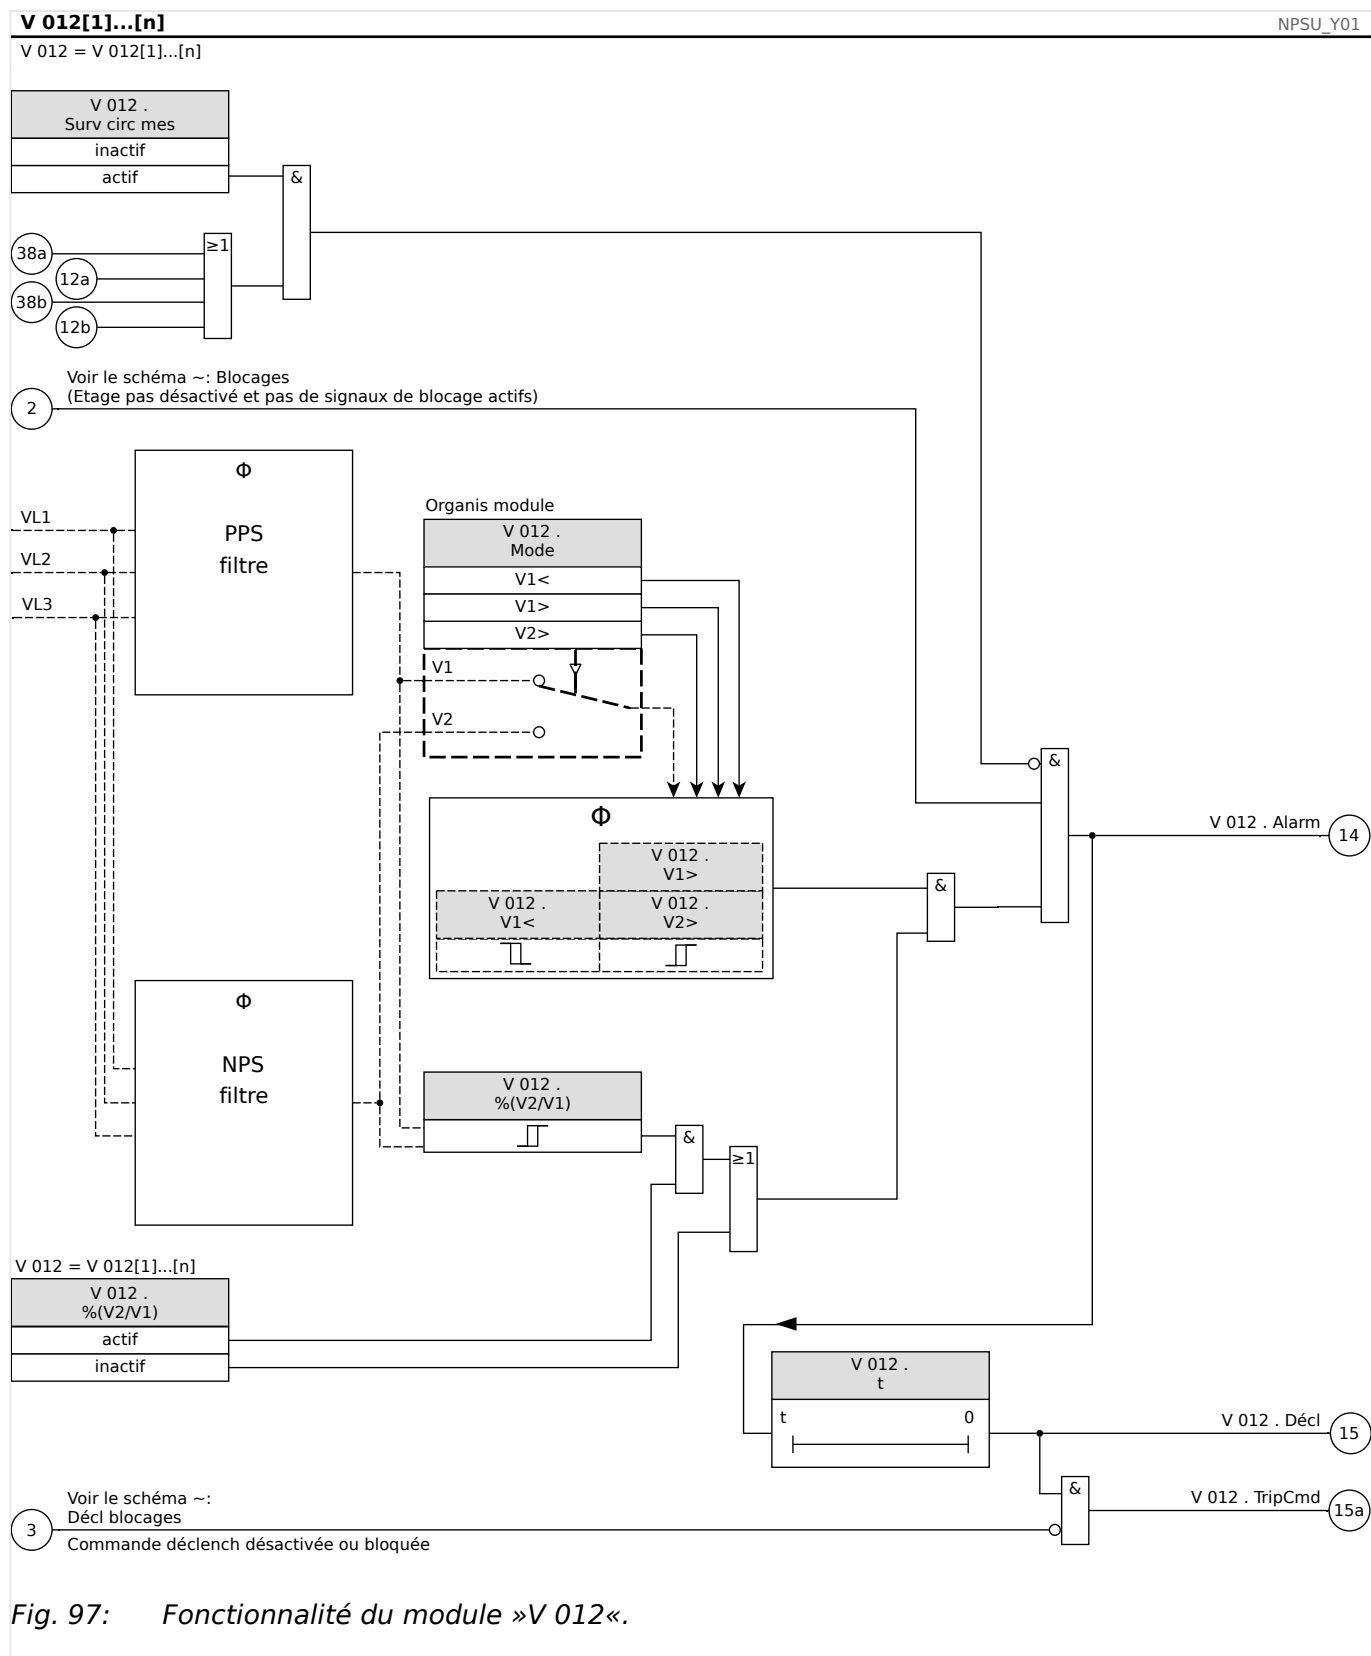 V 012[1]...[n]
NPSU_Y01
V 012 = V 012[1]...[n]
V 012 .
Surv circ mes
inactif
actif
&
38a
≥1
12a
38b
12b
Voir le schéma ~: Blocages
(Etage pas désactivé et pas de signaux de blocage actifs)
2
Φ
PPS
filtre
VL1
VL2
VL3
Organis module
V 012 .
Mode
V1<
V1>
V2>
V1
V2
&
Φ
V 012 .
V1>
V 012 .
V1<
V 012 .
V2>
&
V 012 . Alarm
14
Φ
NPS
filtre
V 012 .
%(V2/V1)
&
≥1
V 012 = V 012[1]...[n]
V 012 .
%(V2/V1)
actif
inactif
V 012 .
t
t
0
V 012 . Décl
15
&
V 012 . TripCmd
15a
Voir le schéma ~:
Décl blocages
3
Commande déclench désactivée ou bloquée
Fig. 97: Fonctionnalité du module »V 012«.